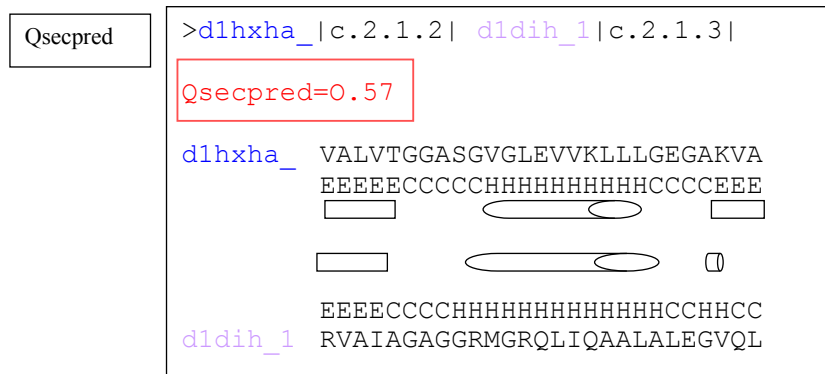 Qsecpred
>d1hxha_|c.2.1.2| d1dih_1|c.2.1.3|
Qsecpred=0.57
d1hxha_ VALVTGGASGVGLEVVKLLLGEGAKVA
EEEEECCCCCHHHHHHHHHHCCCCEEE
EEEECCCCHHHHHHHHHHHHHCCHHCC
d1dih_1 RVAIAGAGGRMGRQLIQAALALEGVQL